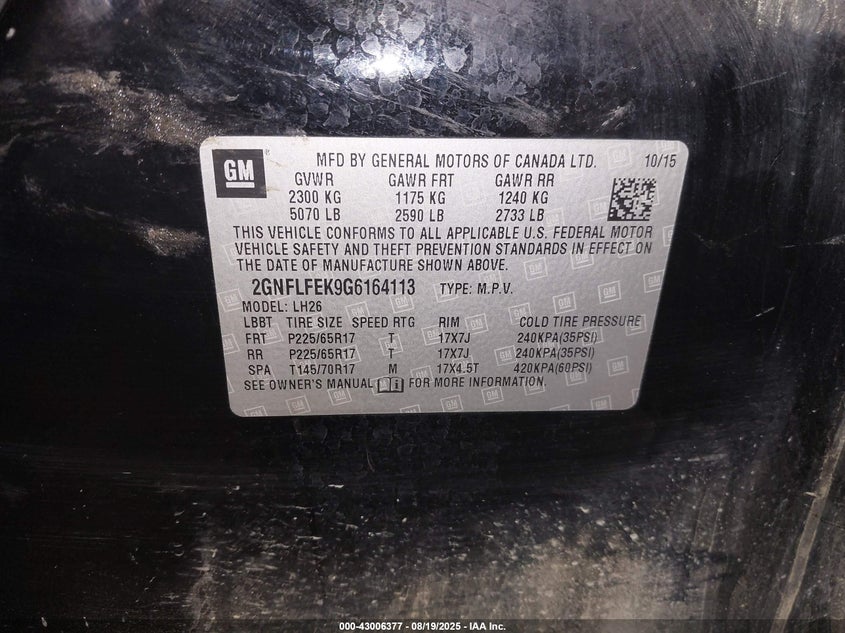 GM
MFD BY GENERAL MOTORS OF CANADA LTD. 10/15
GVWR GAWR FRT GAWR RR
2300 KG 1175 KG 1240 KG
5070 LB 2590 LB 2733 LB
THIS VEHICLE CONFORMS TO ALL APPLICABLE U.S. FEDERAL MOTOR
VEHICLE SAFETY AND THEFT PREVENTION STANDARDS IN EFFECT ON
THE DATE OF MANUFACTURE SHOWN ABOVE.
2GNFLFEK9G6164113 TYPE: M.P.V.
MODEL: LH26
LBBT TIRE SIZE SPEED RTG RIM COLD TIRE PRESSURE
FRT P225/65R17 T 17X7J 240KPA(35PSI)
RR P225/65R17 T 17X7J 240KPA(35PSI)
SPA T145/70R17 M 17X4.5T 420KPA(60PSI)
SEE OWNER'S MANUAL FOR MORE INFORMATION.
000-43006377 - 08/19/2025 - IAA Inc.